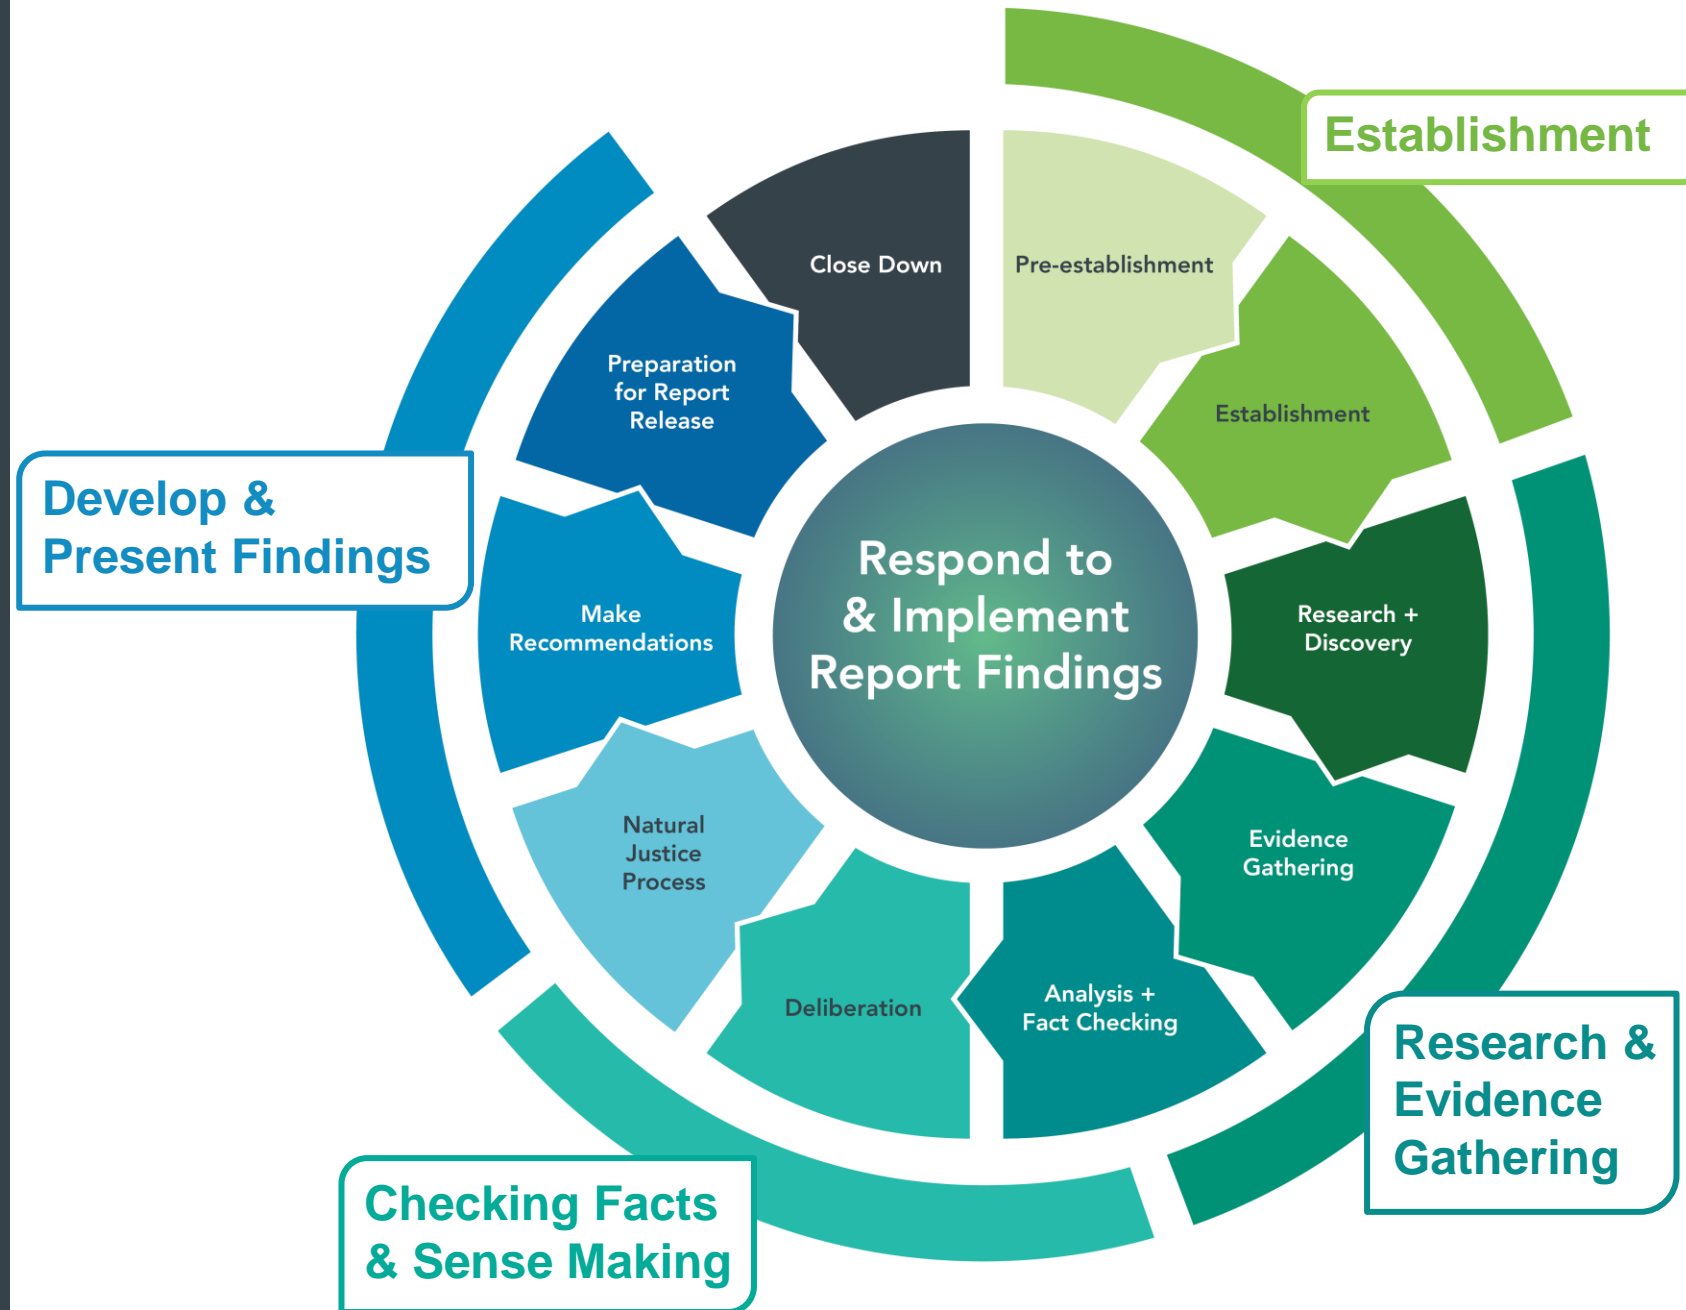 Establishment
Pre-establishment
Establishment
Research +
Discovery
Evidence
Gathering
Research &
Evidence
Gathering
Analysis +
Fact Checking
Deliberation
Checking Facts
& Sense Making
Natural
Justice
Process
Make
Recommendations
Develop &
Present Findings
Preparation
for Report
Release
Close Down
Respond to
& Implement
Report Findings